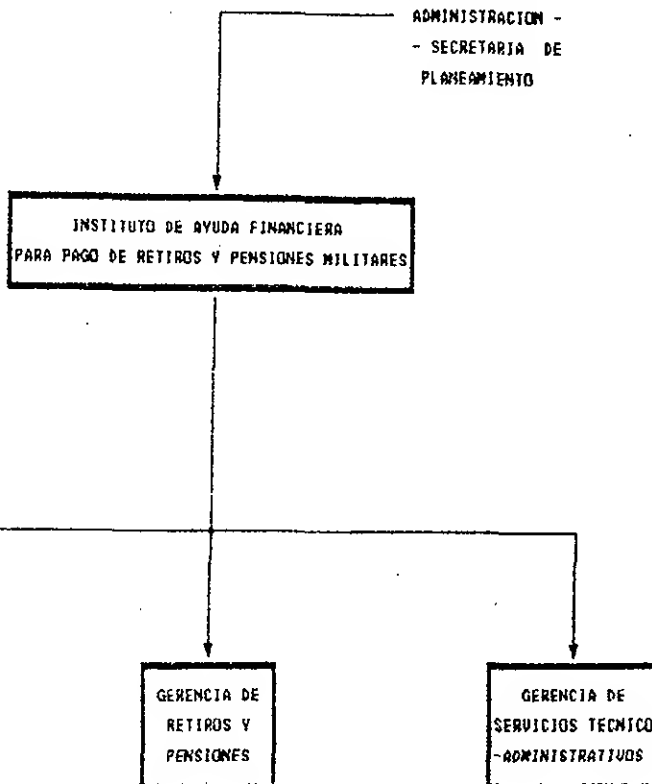 ADMINISTRACION -
- SECRETARIA DE
PLANEAMIENTO
INSTITUTO DE AYUDA FINANCIERA
PARA PAGO DE RETIROS Y PENSIONES MILITARES
GERENCIA DE
RETIROS Y
PENSIONES
GERENCIA DE
SERVICIOS TECNICO
-ADMINISTRATIVOS